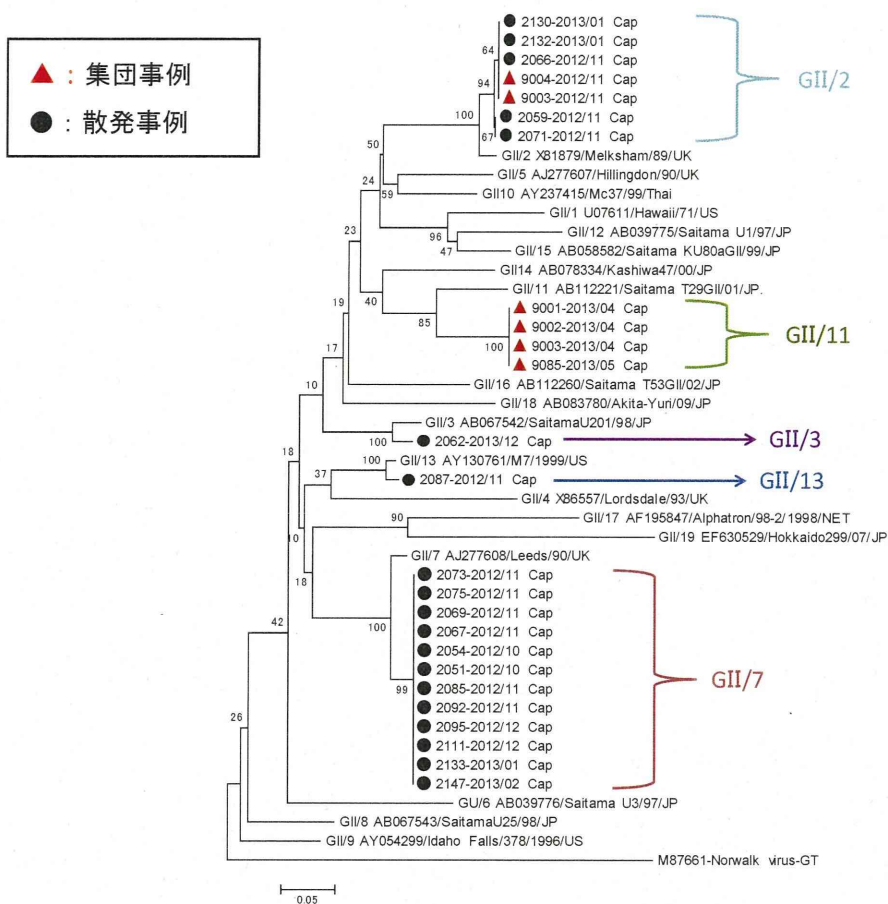 ▲ : 集団事例
● : 散発事例
2130-2013/01 Cap
2132-2013/01 Cap
64
2066-2012/11 Cap
9004-2012/11 Cap
94
9003-2012/11 Cap
GII/2
100
2059-2012/11 Cap
67
2071-2012/11 Cap
50
GII/2 X81879/Melksham/89/UK
GII/5 AJ277607/Hillingdon/90/UK
24
59
GII10 AY237415/Mc37/99/Thai
GII/1 U07611/Hawaii/71/US
23
96
GII/12 AB039775/Saitama U1/97/JP
47
GII/15 AB058582/Saitama KU80aGII/99/JP
GII14 AB078334/Kashiwa47/00/JP
40
GII/11 AB112221/Saitama T29GII/01/JP.
19
85
9001-2013/04 Cap
9002-2013/04 Cap
100
9003-2013/04 Cap
9085-2013/05 Cap
GII/11
17
GII/16 AB112260/Saitama T53GII/02/JP
GII/18 AB083780/Akita-Yuri/09/JP
10
GII/3 AB067542/SaitamaU201/98/JP
100
2062-2013/12 Cap
GII/3
18
100
GII/13 AY130761/M7/1999/US
37
2087-2012/11 Cap
GII/13
GII/4 X86557/Lordsdale/93/UK
10
90
GII/17 AF195847/Alphatron/98-2/1998/NET
GII/19 EF630529/Hokkaido299/07/JP
18
GII/7 AJ277608/Leeds/90/UK
2073-2012/11 Cap
2075-2012/11 Cap
2069-2012/11 Cap
42
100
2067-2012/11 Cap
2054-2012/10 Cap
2051-2012/10 Cap
99
2085-2012/11 Cap
2092-2012/11 Cap
2095-2012/12 Cap
2111-2012/12 Cap
2133-2013/01 Cap
2147-2013/02 Cap
GII/7
26
GU/6 AB039776/Saitama U3/97/JP
GII/8 AB067543/SaitamaU25/98/JP
GII/9 AY054299/Idaho Falls/378/1996/US
M87661-Norwalk virus-GT
0.05